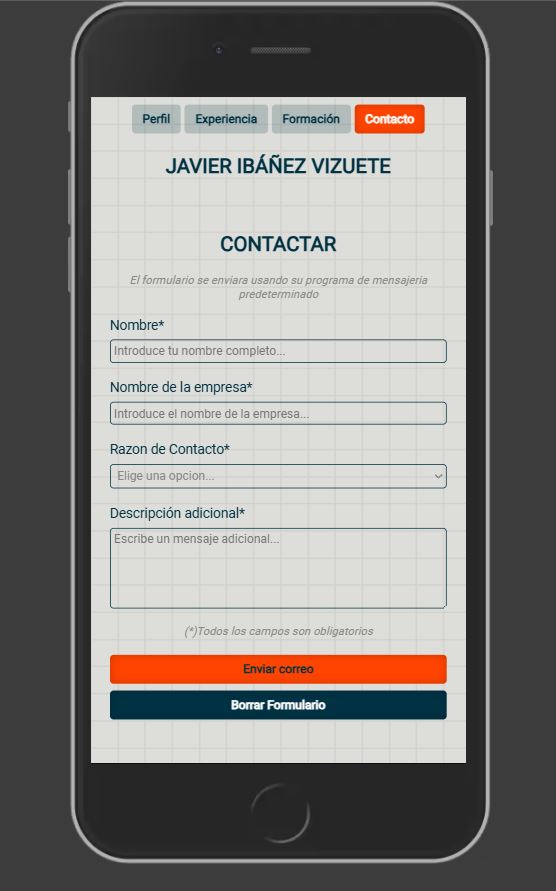 Perfil Experiencia Formación Contacto
JAVIER IBÁÑEZ VIZUETE
CONTACTAR
El formulario se enviara usando su programa de mensajeria
predeterminado
Nombre*
Introduce tu nombre completo...
Nombre de la empresa*
Introduce el nombre de la empresa...
Razon de Contacto*
Elige una opcion...
Descripción adicional*
Escribe un mensaje adicional...
(*)Todos los campos son obligatorios
Enviar correo
Borrar Formulario